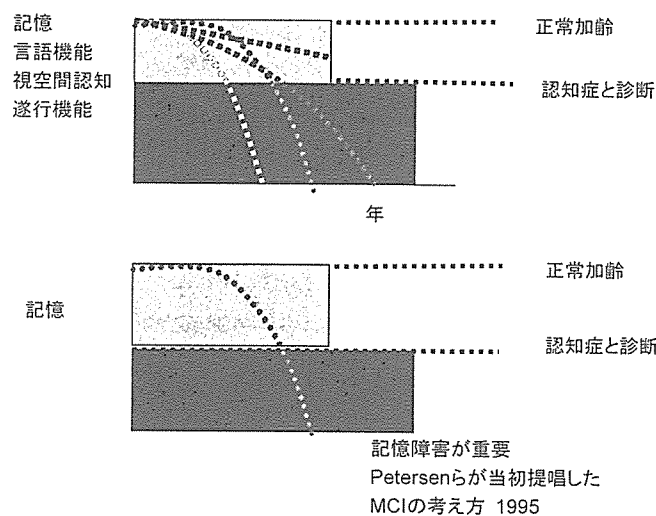 記憶
言語機能
視空間認知
遂行機能
正常加齢
認知症と診断
年
記憶
正常加齢
認知症と診断
記憶障害が重要
Petersenらが当初提唱した
MCIの考え方 1995